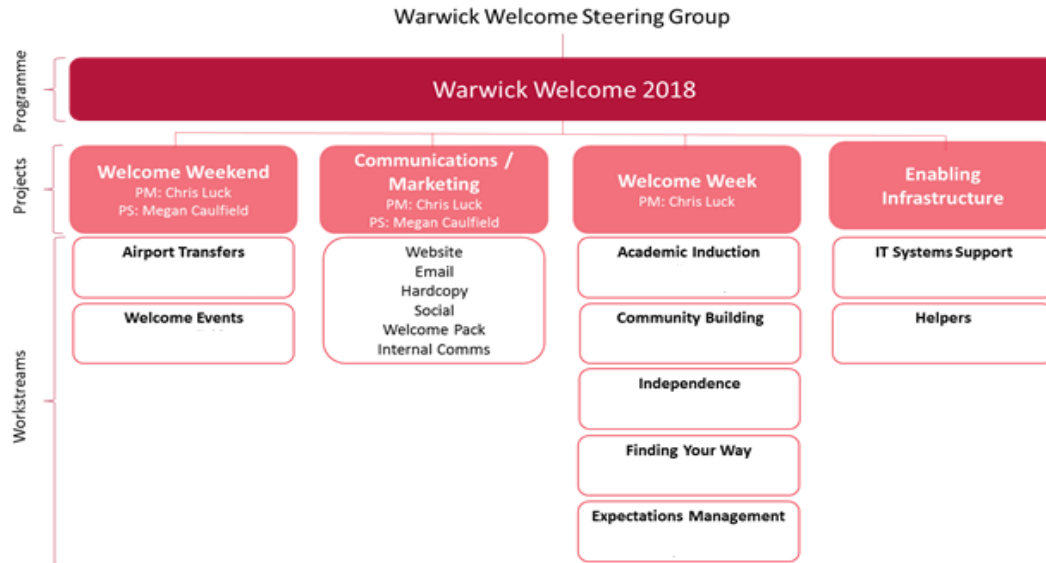 Warwick Welcome Steering Group
Programme
Warwick Welcome 2018
Projects
Welcome Weekend
PM: Chris Luck
PS: Megan Caulfield
Communications /
Marketing
PM: Chris Luck
PS: Megan Caulfield
Welcome Week
PM: Chris Luck
Enabling
Infrastructure
Workstreams
Airport Transfers
Welcome Events
Website
Email
Hardcopy
Social
Welcome Pack
Internal Comms
Academic Induction
Community Building
Independence
Finding Your Way
Expectations Management
IT Systems Support
Helpers